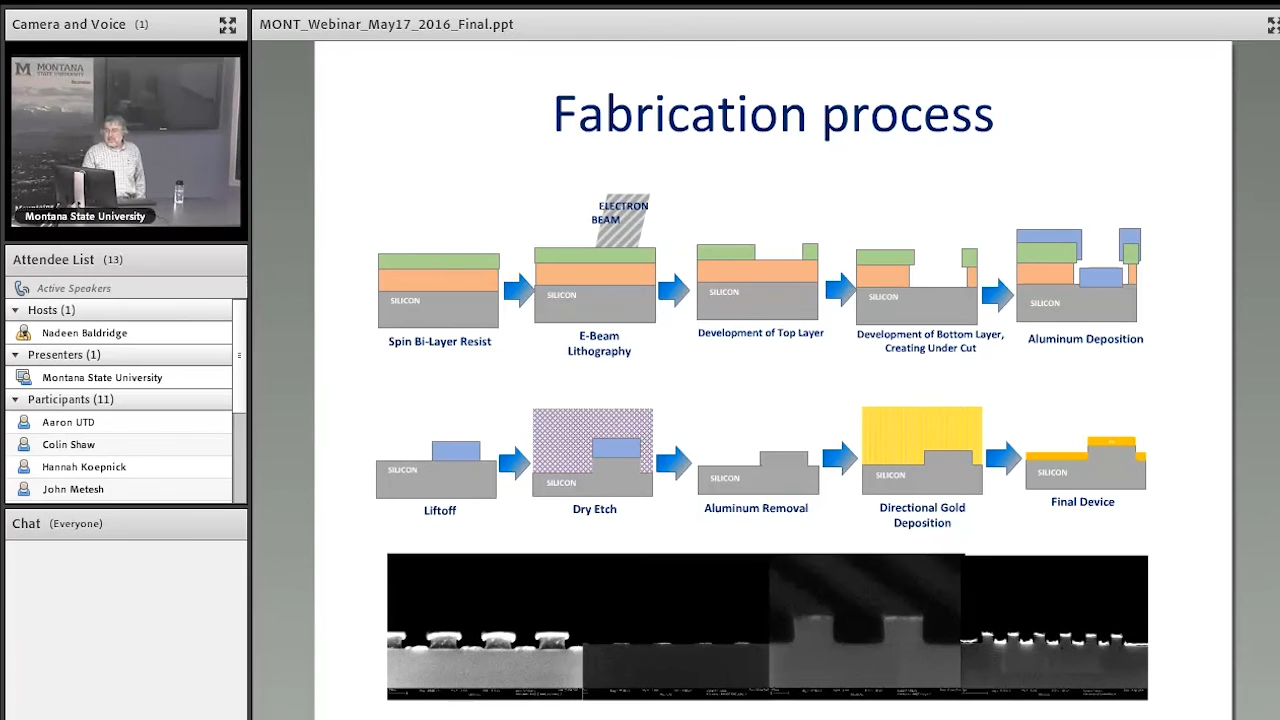 Camera and Voice (1)
MONT_Webinar_May17_2016_Final.ppt
M MONTANA
STATE UNIVERSITY
Montana State University
Attendee List (13)
Active Speakers
Hosts (1)
Nadeen Baldridge
Presenters (1)
Montana State University
Participants (11)
Aaron UTD
Colin Shaw
Hannah Koepnick
John Metesh
Chat (Everyone)
Fabrication process
ELECTRON
BEAM
SILICON
SILICON
SILICON
SILICON
SILICON
Spin Bi-Layer Resist
E-Beam
Lithography
Development of Top Layer
Development of Bottom Layer,
Creating Under Cut
Aluminum Deposition
SILICON
SILICON
SILICON
SILICON
SILICON
Liftoff
Dry Etch
Aluminum Removal
Directional Gold
Deposition
Final Device